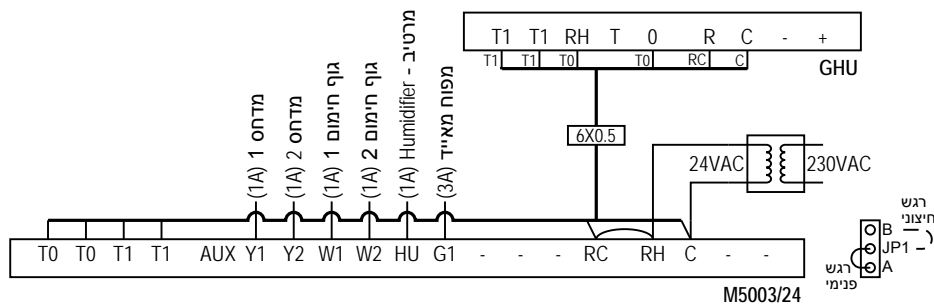 T1 T1 RH T 0 R C - +
T1 T1 T0 T0 RC C
GHU
מדחס 1 (1A)
מדחס 2 (1A)
גוף חימום 1 (1A)
גוף חימום 2 (1A)
מרטיב - Humidifier (1A)
מפוח מאייד (3A)
6X0.5
24VAC
230VAC
T0 T0 T1 T1 AUX Y1 Y2 W1 W2 HU G1 - - - RC RH C - -
M5003/24
רגש
חיצוני
B
JP1
A
רגש
פנימי